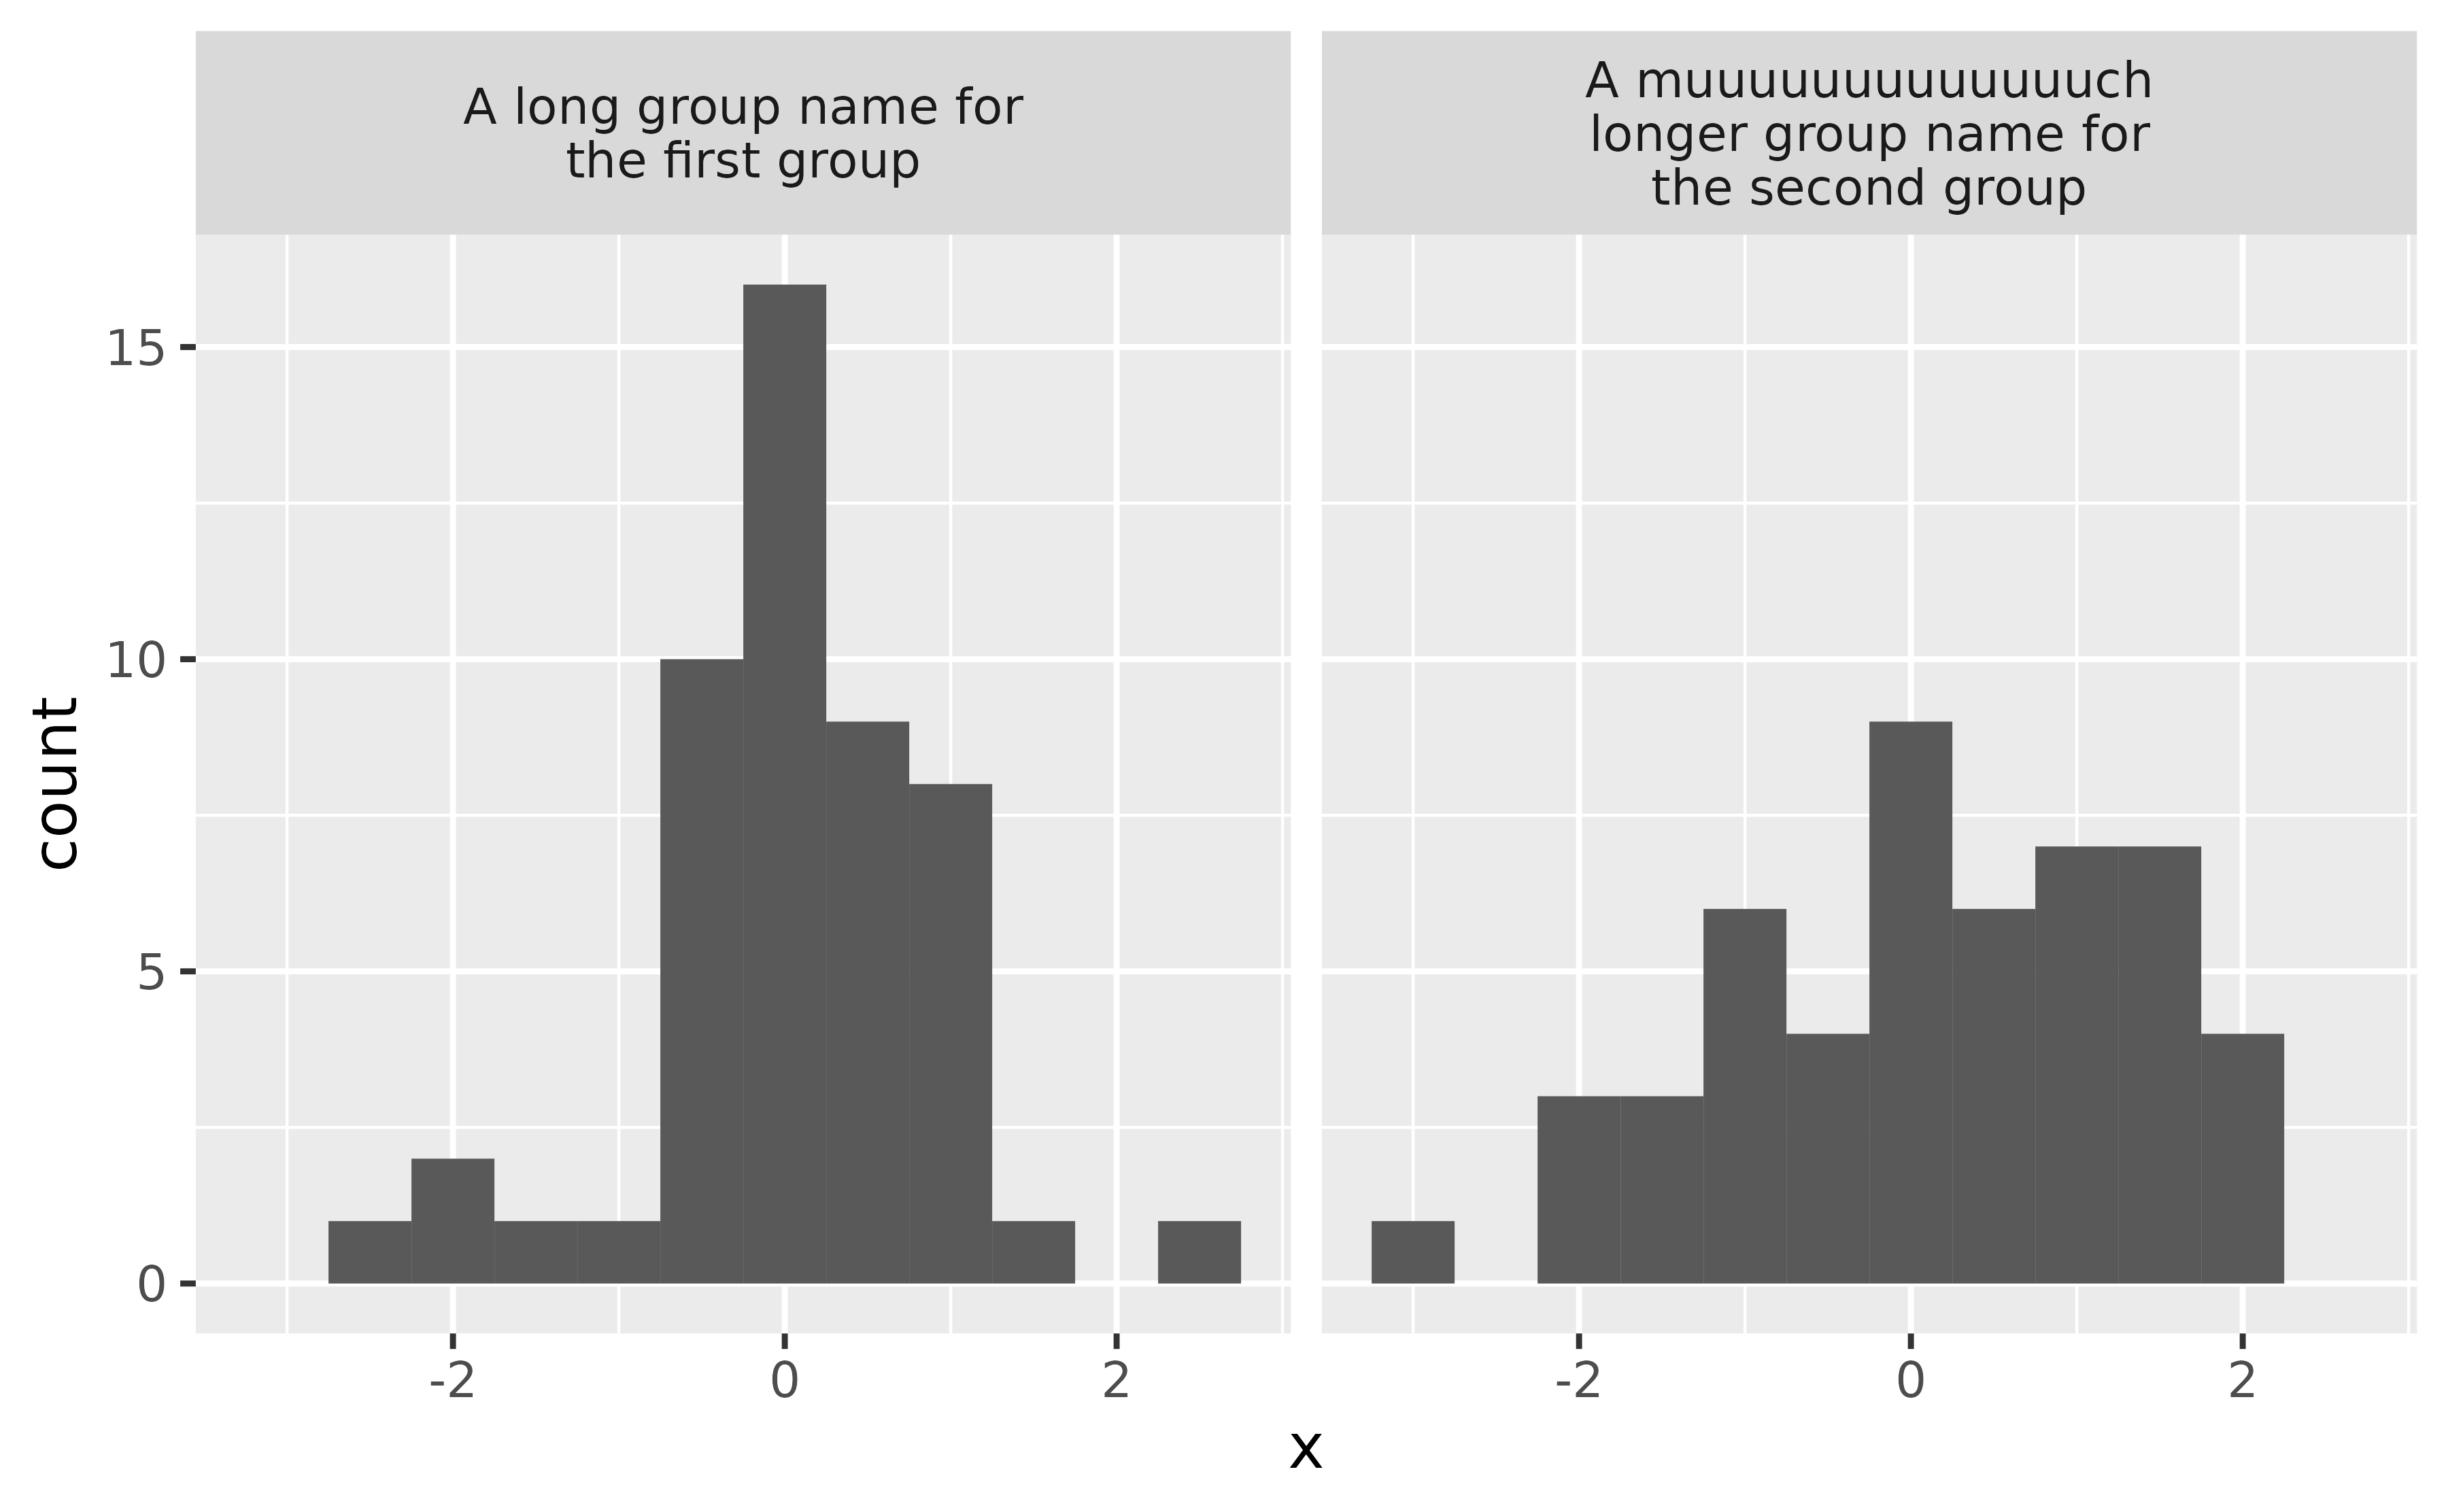 A long group name for
the first group
A muuuuuuuuuuuuuuch
longer group name for
the second group
15
10
5
0
count
-2
0
2
-2
0
2
x